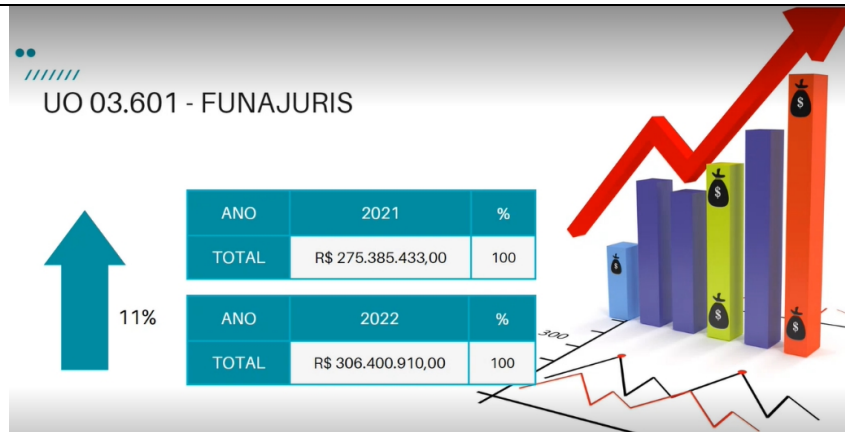 UO 03.601 - FUNAJURIS
ANO 2021 %
TOTAL R$ 275.385.433,00 100
11%
ANO 2022 %
TOTAL R$ 306.400.910,00 100
300
$
$
$
$
$